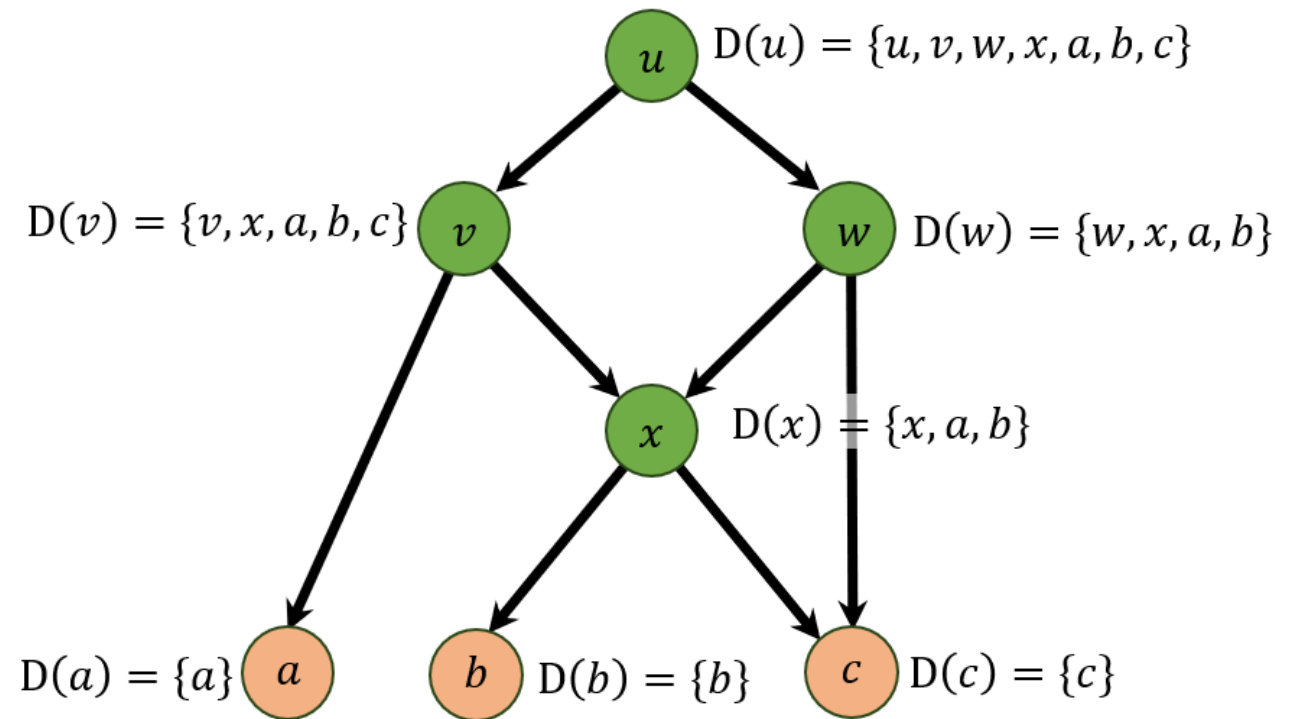 u D(u) = {u, v, w, x, a, b, c}
D(v) = {v, x, a, b, c} v w D(w) = {w, x, a, b}
x D(x) = {x, a, b}
D(a) = {a} a b D(b) = {b} c D(c) = {c}